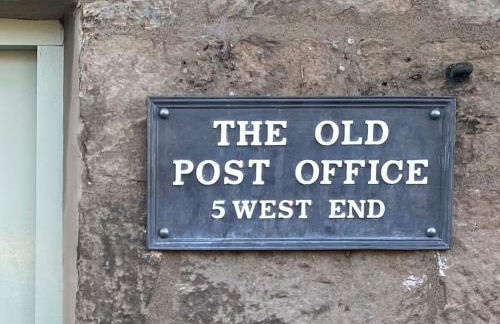 THE OLD
POST OFFICE
5 WEST END